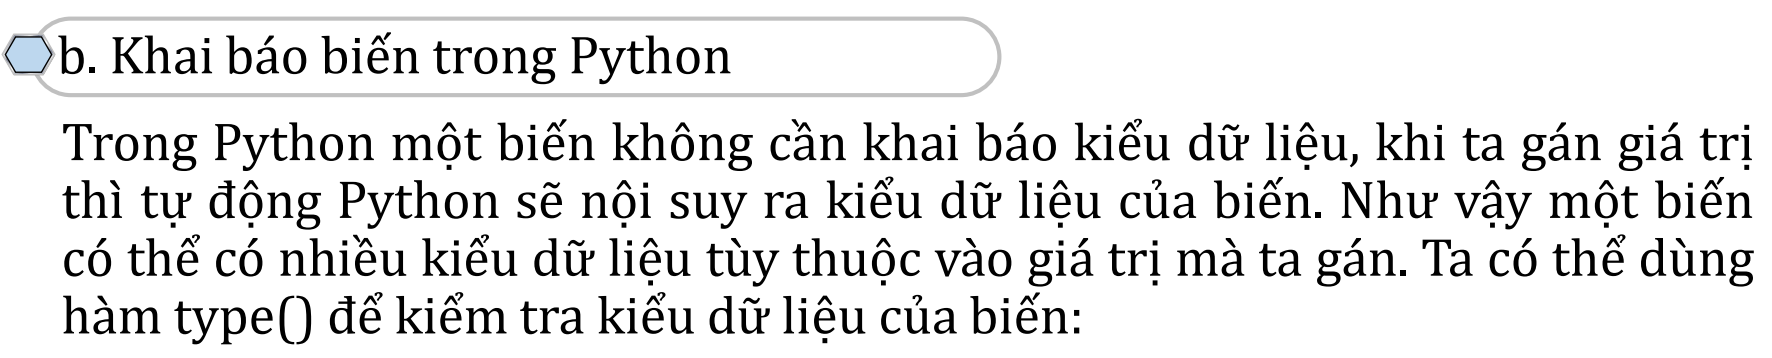 b. Khai báo biến trong Python
Trong Python một biến không cần khai báo kiểu dữ liệu, khi ta gán giá trị
thì tự động Python sẽ nội suy ra kiểu dữ liệu của biến. Như vậy một biến
có thể có nhiều kiểu dữ liệu tùy thuộc vào giá trị mà ta gán. Ta có thể dùng
hàm type() để kiểm tra kiểu dữ liệu của biến: